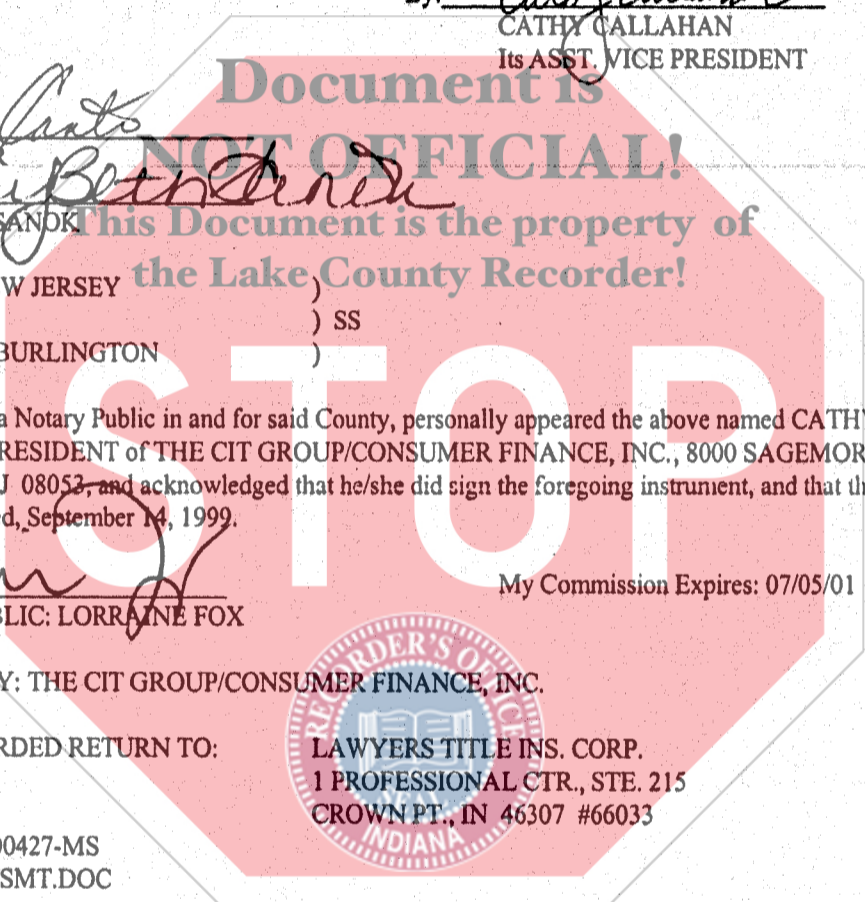 CATHY CALLAHAN
Its ASST. VICE PRESIDENT
Document is
NOT OFFICIAL!
This Document is the property of
the Lake County Recorder!
SANOK
W JERSEY )
) SS
BURLINGTON )
STOP
a Notary Public in and for said County, personally appeared the above named CATH
RESIDENT of THE CIT GROUP/CONSUMER FINANCE, INC., 8000 SAGEMOR
J 08053, and acknowledged that he/she did sign the foregoing instrument, and that th
d, September 14, 1999.
My Commission Expires: 07/05/01
BLIC: LORRAINE FOX
Y: THE CIT GROUP/CONSUMER FINANCE, INC.
RDED RETURN TO: LAWYERS TITLE INS. CORP.
1 PROFESSIONAL CTR., STE. 215
CROWN PT., IN 46307 #66033
RECORDER'S OFFICE
SEAL
INDIANA
00427-MS
SMT.DOC